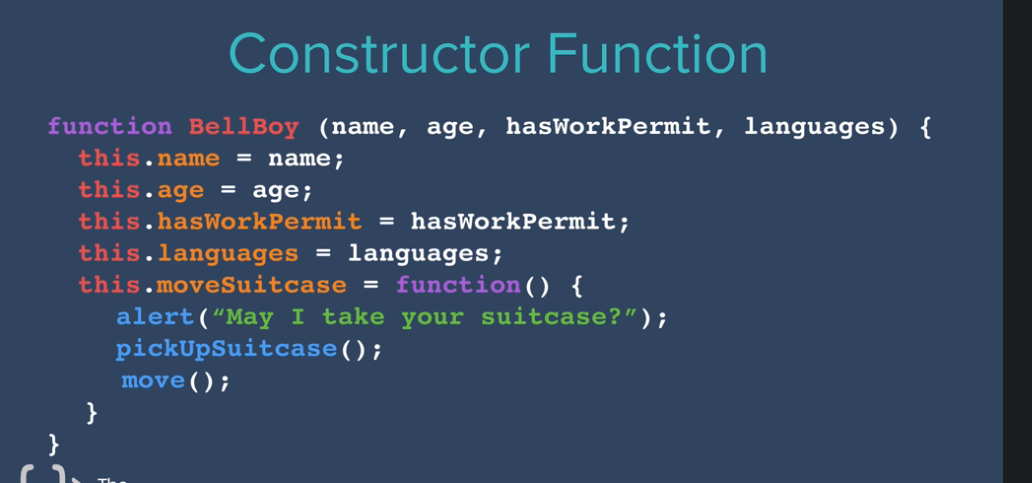 Constructor Function
function BellBoy (name, age, hasWorkPermit, languages) {
this.name = name;
this.age = age;
this.hasWorkPermit = hasWorkPermit;
this.languages = languages;
this.moveSuitcase = function() {
alert(“May I take your suitcase?”);
pickUpSuitcase();
move();
}
}
The